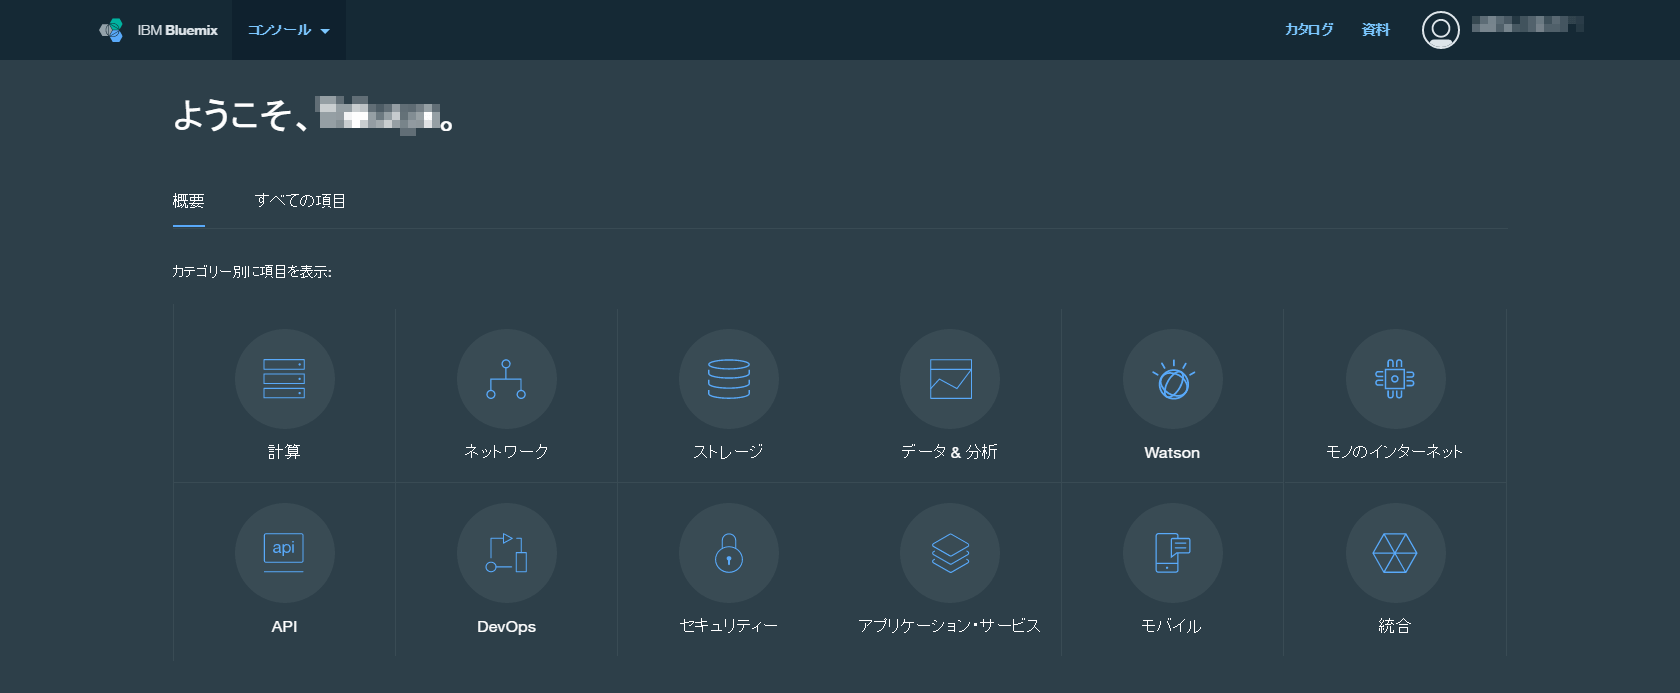 IBM Bluemix コンソール カタログ 資料
ようこそ、。
概要 すべての項目
カテゴリー別に項目を表示:
計算 ネットワーク ストレージ データ & 分析 Watson モノのインターネット
api
API DevOps セキュリティー アプリケーション・サービス モバイル 統合